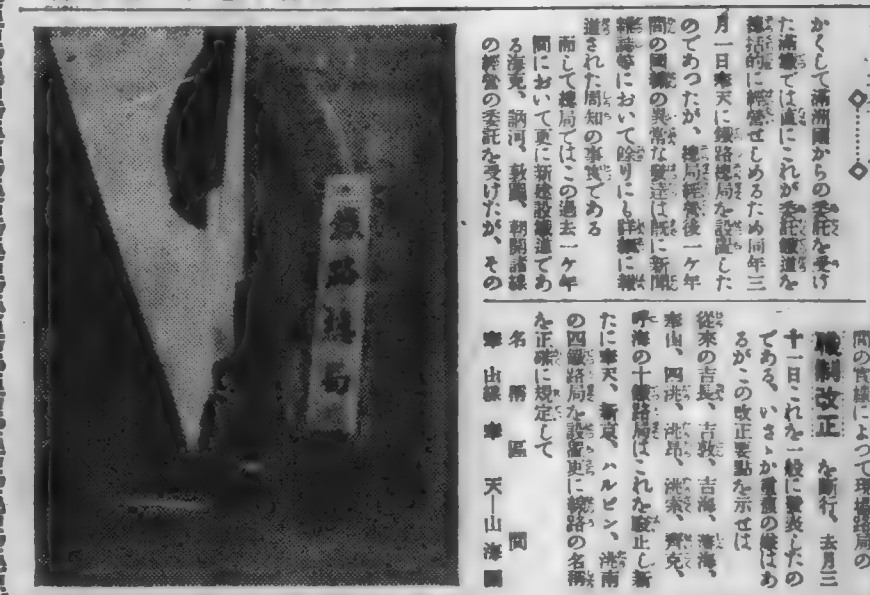 かくして滿洲國からの委託を受け
た滿鐵では直にこれが委託鐵道を
總括的に經營せしめるため同年三
月一日奉天に鐵路總局を設置した
のであつたが、總局經營後一ケ年
間の國線の異常な發達は既に新聞
雜誌等において餘りにも詳細に報
道された周知の事實である
而して總局ではこの過去一ケ年
間において更に新建設鐵道であ
る海克、訥河、敦圖、朝開諸線
の經營の委託を受けたが、その
間の實績によつて現場路局の
職制改正 を斷行、去月三
十一日これを一般に發表したの
である、いさゝか重複の嫌はあ
るがこの改正要點を示せば
從來の吉長、吉敦、吉海、瀋海、
奉山、四洮、洮昂、洮索、齊克、
呼海の十鐵路局はこれを廢止し新
たに奉天、新京、ハルビン、洮南
の四鐵路局を設置更に線路の名稱
を正確に規定して
名稱 區間
奉山線 奉天—山海關
鐵路總局